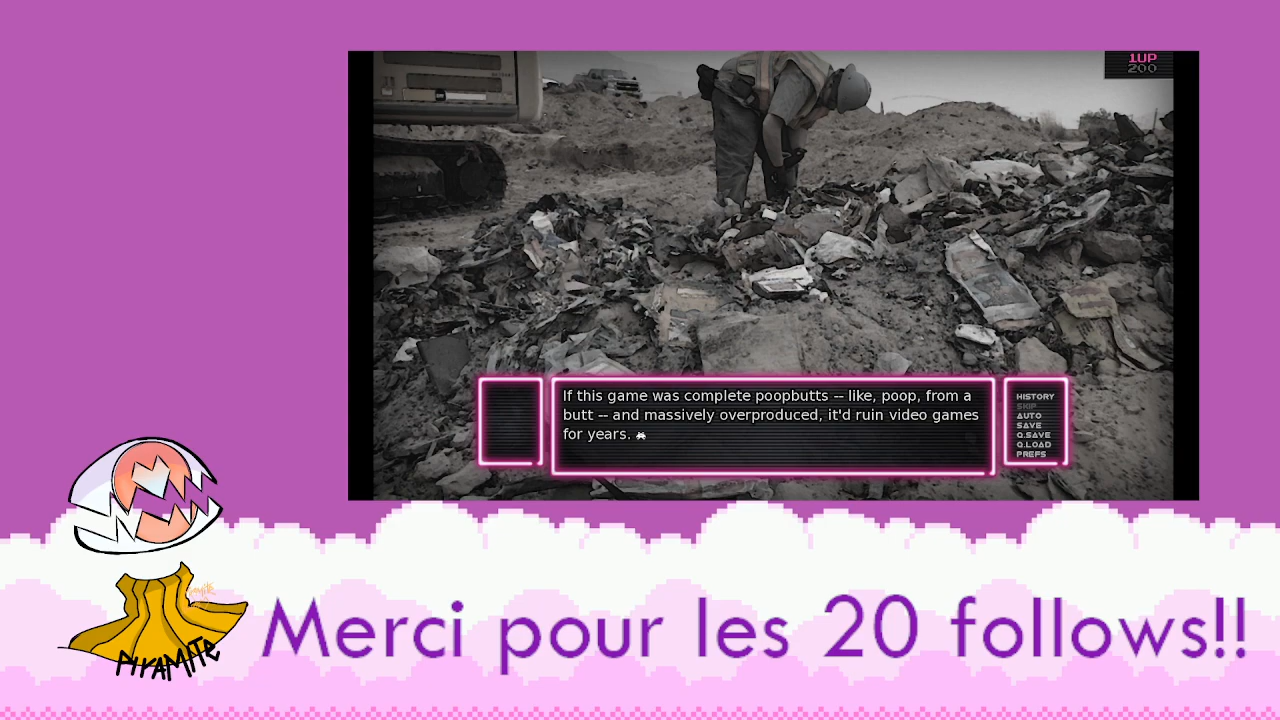 1UP
200
If this game was complete poopbutts -- like, poop, from a
butt -- and massively overproduced, it'd ruin video games
for years.
HISTORY
SKIP
AUTO
SAVE
Q.SAVE
Q.LOAD
PREFS
PYRAMITE
Merci pour les 20 follows!!